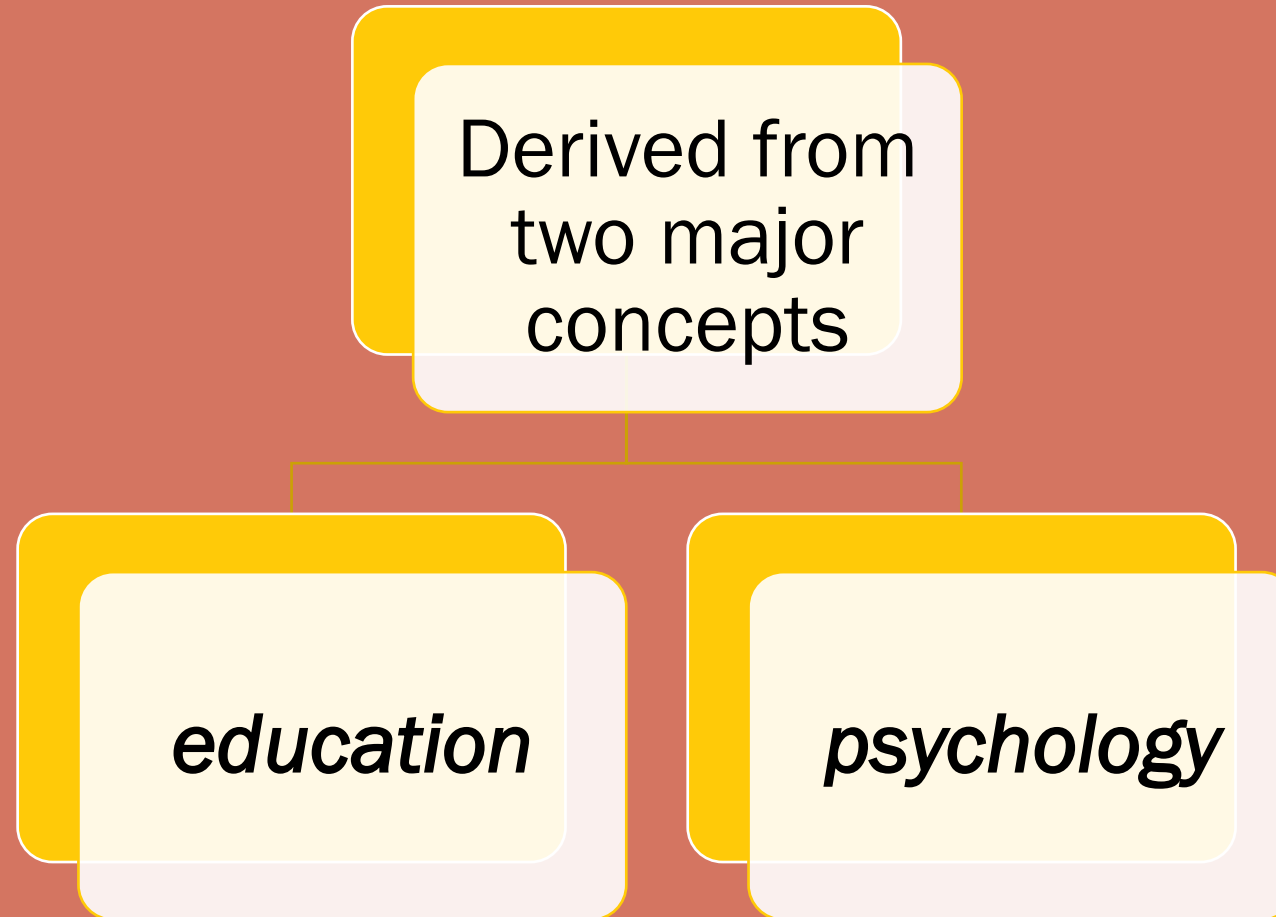 Derived from
two major
concepts
education
psychology